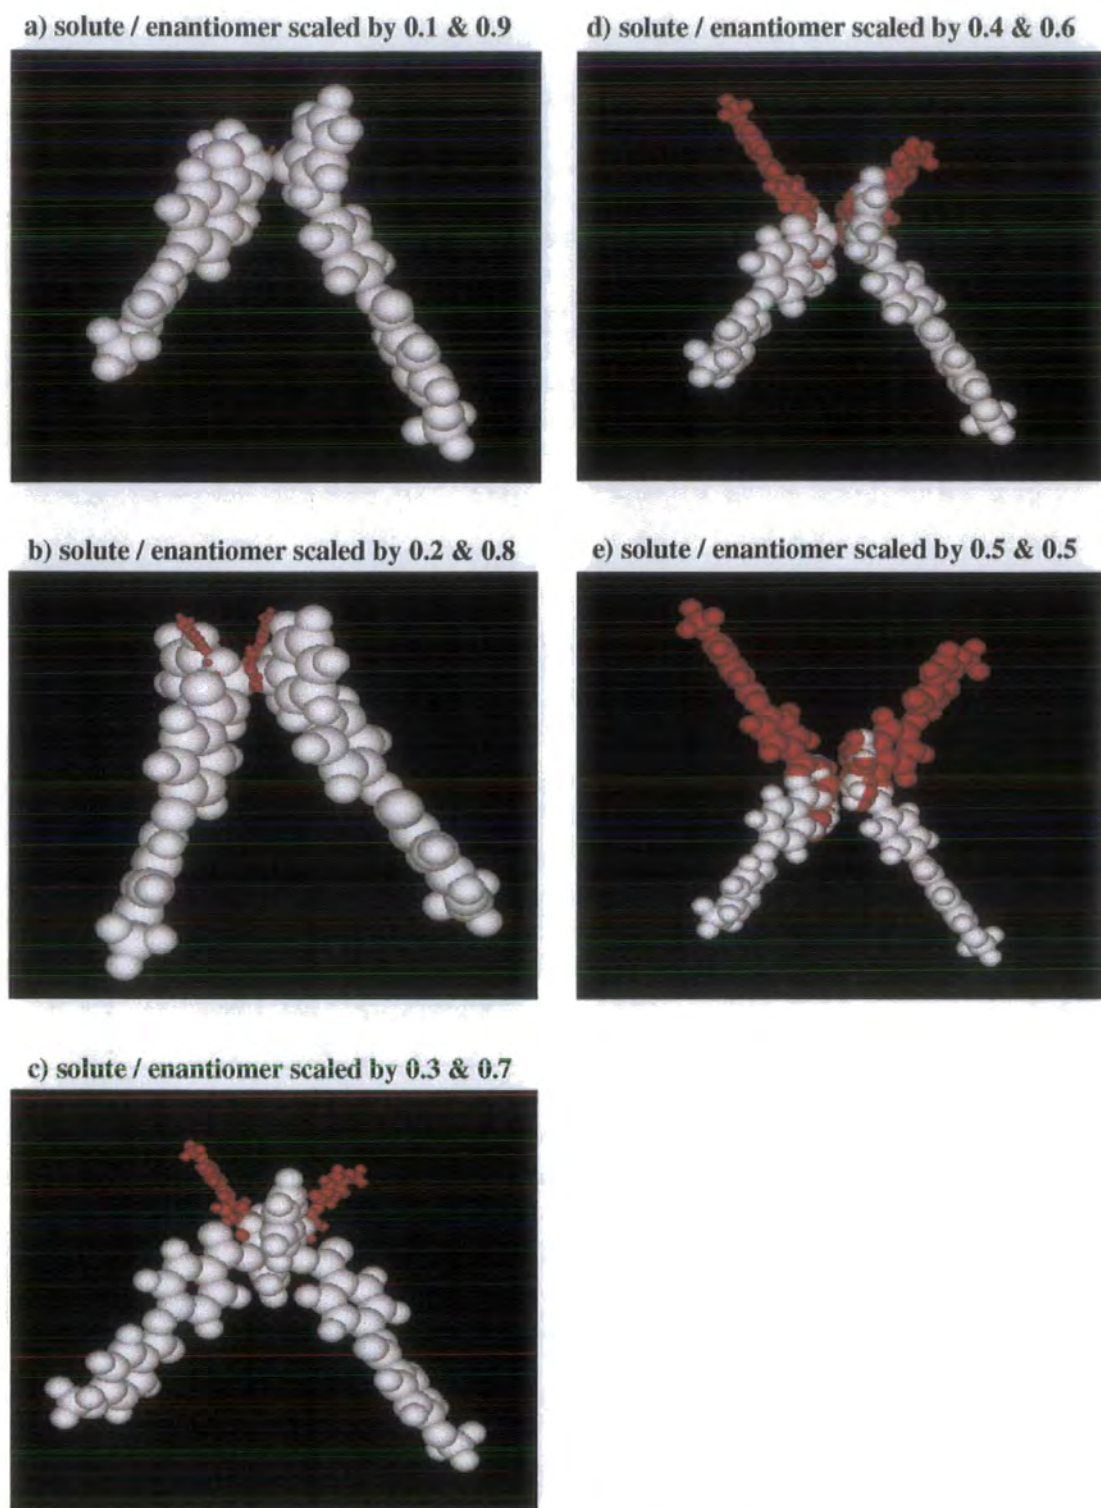 a) solute / enantiomer scaled by 0.1 & 0.9
b) solute / enantiomer scaled by 0.2 & 0.8
c) solute / enantiomer scaled by 0.3 & 0.7
d) solute / enantiomer scaled by 0.4 & 0.6
e) solute / enantiomer scaled by 0.5 & 0.5